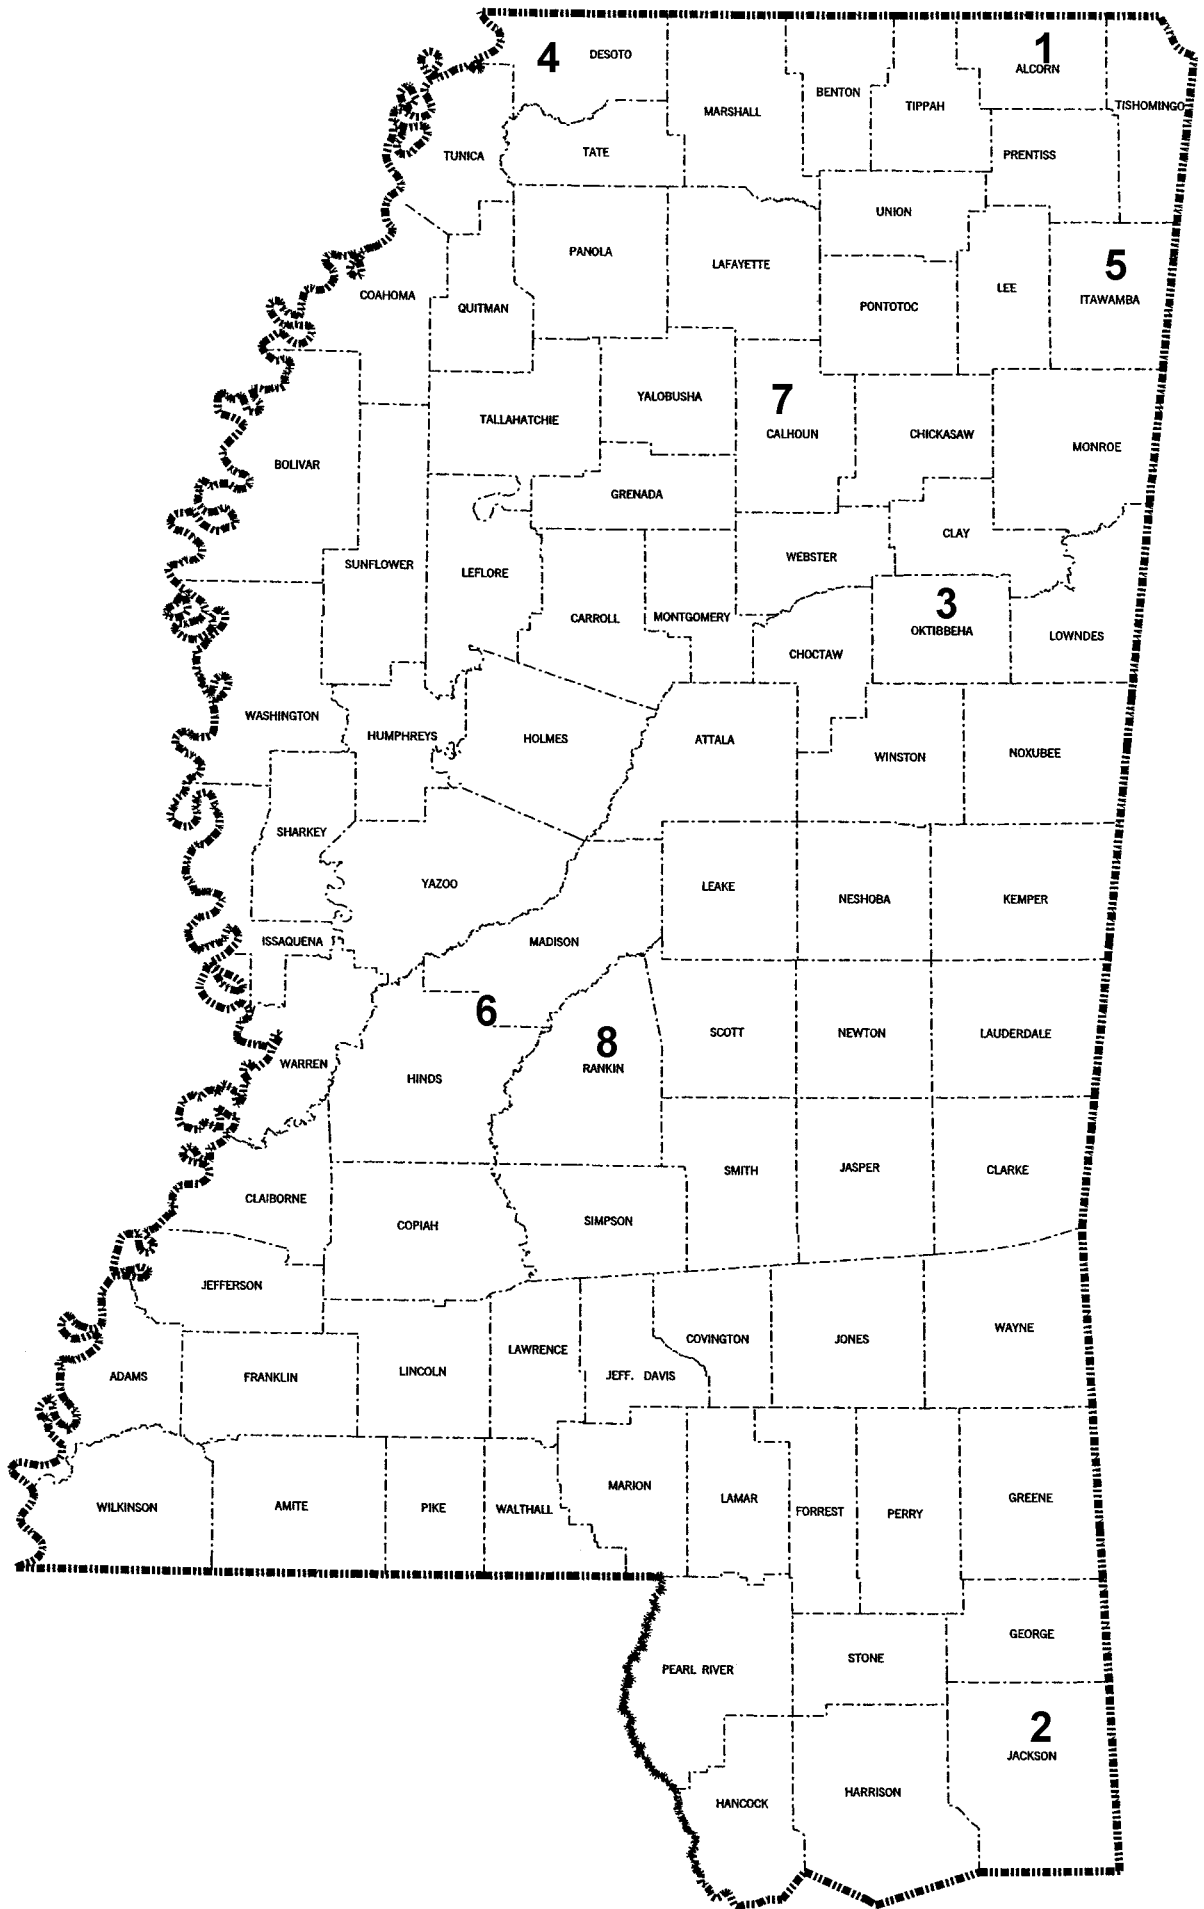 4
DESOTO
1
ALCORN
MARSHALL
BENTON
TIPPAH
TISHOMINGO
TUNICA
TATE
PRENTISS
UNION
PANOLA
LAFAYETTE
5
ITAWAMBA
COAHOMA
QUITMAN
PONTOTOC
LEE
YALOBUSHA
7
CALHOUN
TALLAHATCHIE
CHICKASAW
MONROE
BOLIVAR
GRENADA
CLAY
SUNFLOWER
LEFLORE
WEBSTER
CARROLL
MONTGOMERY
3
OKTIBBEHA
LOWNDES
CHOCTAW
WASHINGTON
HUMPHREYS
HOLMES
ATTALA
WINSTON
NOXUBEE
SHARKEY
YAZOO
LEAKE
NESHOBA
KEMPER
ISSAQUENA
MADISON
6
8
RANKIN
SCOTT
NEWTON
LAUDERDALE
WARREN
HINDS
SMITH
JASPER
CLARKE
CLAIBORNE
COPIAH
SIMPSON
JEFFERSON
LAWRENCE
COVINGTON
JONES
WAYNE
ADAMS
FRANKLIN
LINCOLN
JEFF. DAVIS
WILKINSON
AMITE
PIKE
WALTHALL
MARION
LAMAR
FORREST
PERRY
GREENE
GEORGE
PEARL RIVER
STONE
2
JACKSON
HANCOCK
HARRISON